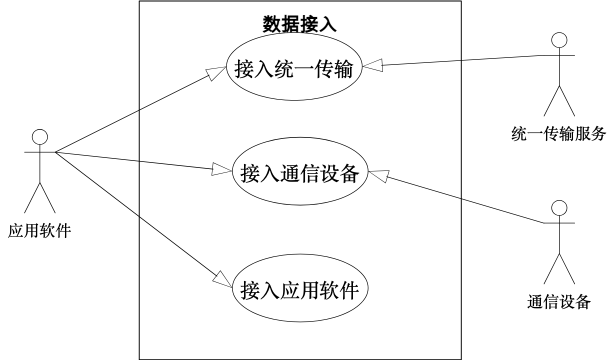 数据接入
接入统一传输
统一传输服务
接入通信设备
应用软件
接入应用软件
通信设备